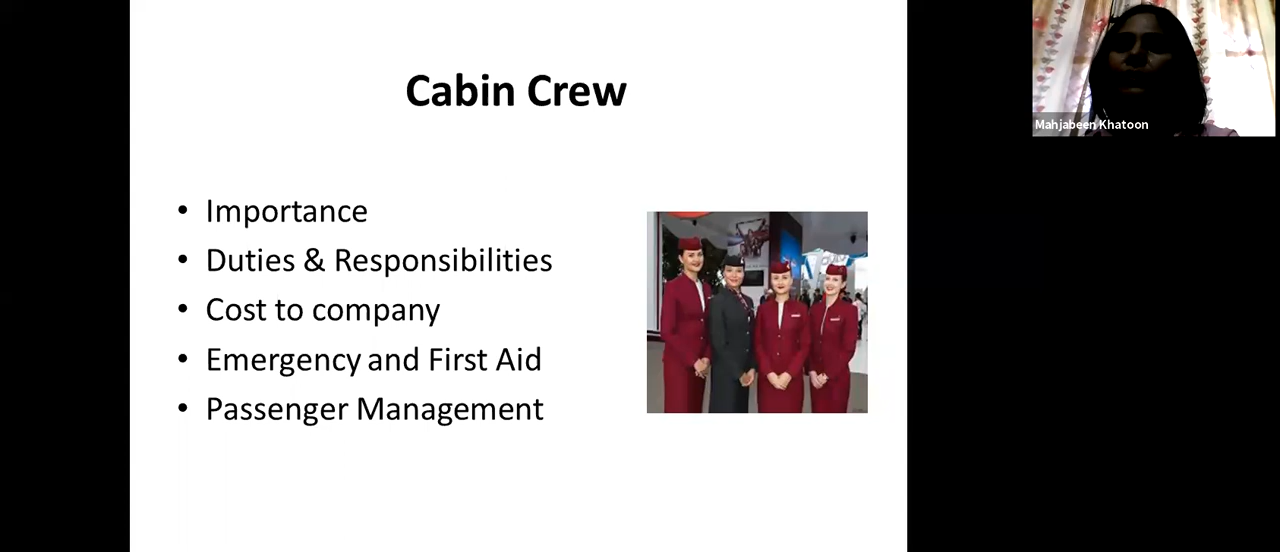 Cabin Crew
• Importance
• Duties & Responsibilities
• Cost to company
• Emergency and First Aid
• Passenger Management
Mahjabeen Khatoon